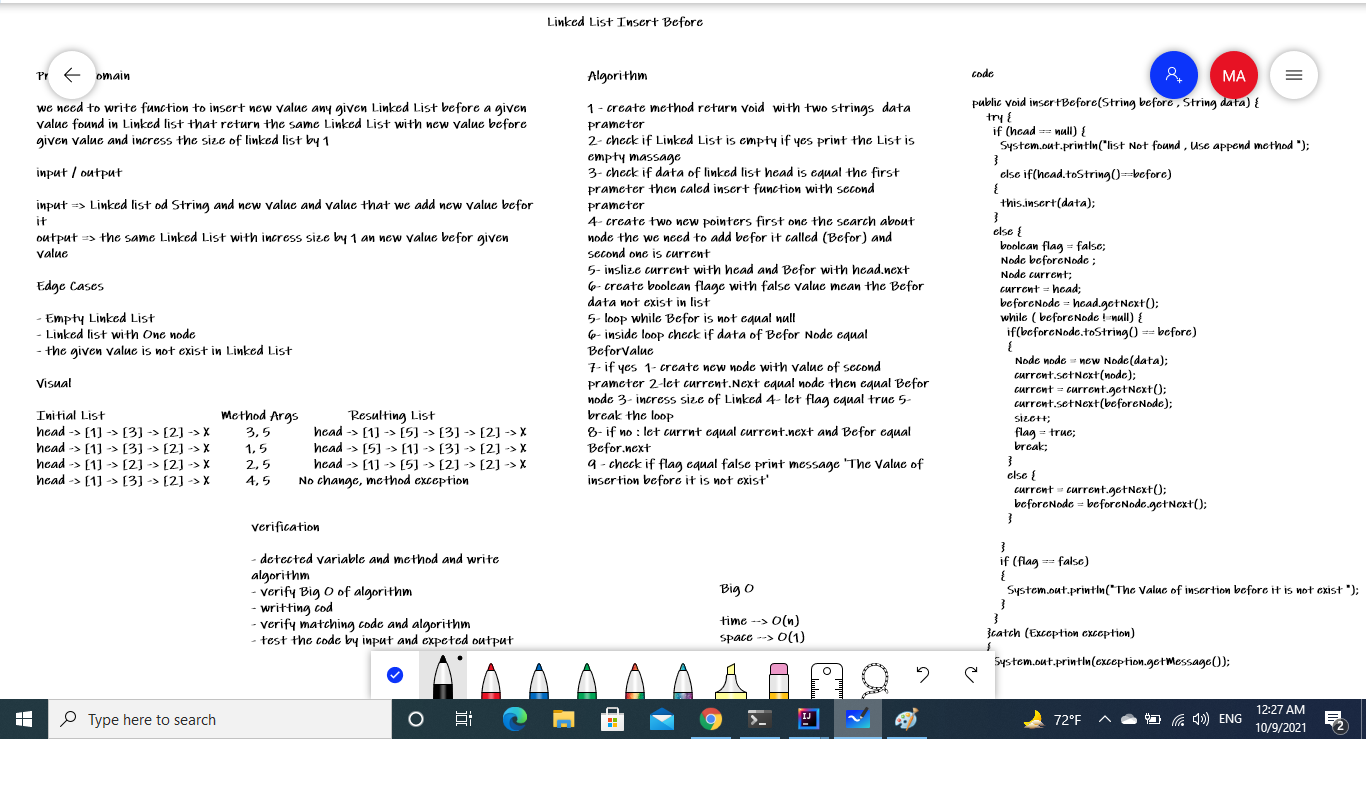 Linked List Insert Before
omain
we need to write function to insert new value any given Linked List before a given
value found in Linked list that return the same Linked List with new value before
given value and incress the size of linked list by 1
input / output
input => Linked list od String and new value and value that we add new value befor
it
output => the same Linked List with incress size by 1 an new value befor given
value
Edge Cases
- Empty Linked List
- Linked list with One node
- the given value is not exist in Linked List
Visual
Initial List Method Args Resulting List
head -> [1] -> [3] -> [2] -> X 3, 5 head -> [1] -> [5] -> [3] -> [2] -> X
head -> [1] -> [3] -> [2] -> X 1, 5 head -> [5] -> [1] -> [3] -> [2] -> X
head -> [1] -> [2] -> [2] -> X 2, 5 head -> [1] -> [5] -> [2] -> [2] -> X
head -> [1] -> [3] -> [2] -> X 4, 5 No change, method exception
verification
- detected variable and method and write
algorithm
- verify Big O of algorithm
- writting cod
- verify matching code and algorithm
- test the code by input and expeted output
Algorithm
1 - create method return void with two strings data
prameter
2- check if Linked List is empty if yes print the List is
empty massage
3- check if data of linked list head is equal the first
prameter then caled insert function with second
prameter
4- create two new pointers first one the search about
node the we need to add befor it called (Befor) and
second one is current
5- inslize current with head and Befor with head.next
6- create boolean flage with false value mean the Befor
data not exist in list
5- loop while Befor is not equal null
6- inside loop check if data of Befor Node equal
BeforValue
7- if yes 1- create new node with value of second
prameter 2-let current.Next equal node then equal Befor
node 3- incress size of Linked 4- let flag equal true 5-
break the loop
8- if no : let currnt equal current.next and Befor equal
Befor.next
9 - check if flag equal false print message 'The Value of
insertion before it is not exist'
Big O
time --> O(n)
space --> O(1)
code
public void insertBefore(String before , String data) {
try {
if (head == null) {
System.out.println("list Not found , Use append method ");
}
else if(head.toString()==before)
{
this.insert(data);
}
else {
boolean flag = false;
Node beforeNode ;
Node current;
current = head;
beforeNode = head.getNext();
while ( beforeNode !=null) {
if(beforeNode.toString() == before)
{
Node node = new Node(data);
current.setNext(node);
current = current.getNext();
current.setNext(beforeNode);
size++;
flag = true;
break;
}
else {
current = current.getNext();
beforeNode = beforeNode.getNext();
}
}
if (flag == false)
{
System.out.println("The Value of insertion before it is not exist ");
}
}
}catch (Exception exception)
{
System.out.println(exception.getMessage());
MA
Type here to search
72°F
ENG
12:27 AM
10/9/2021
2